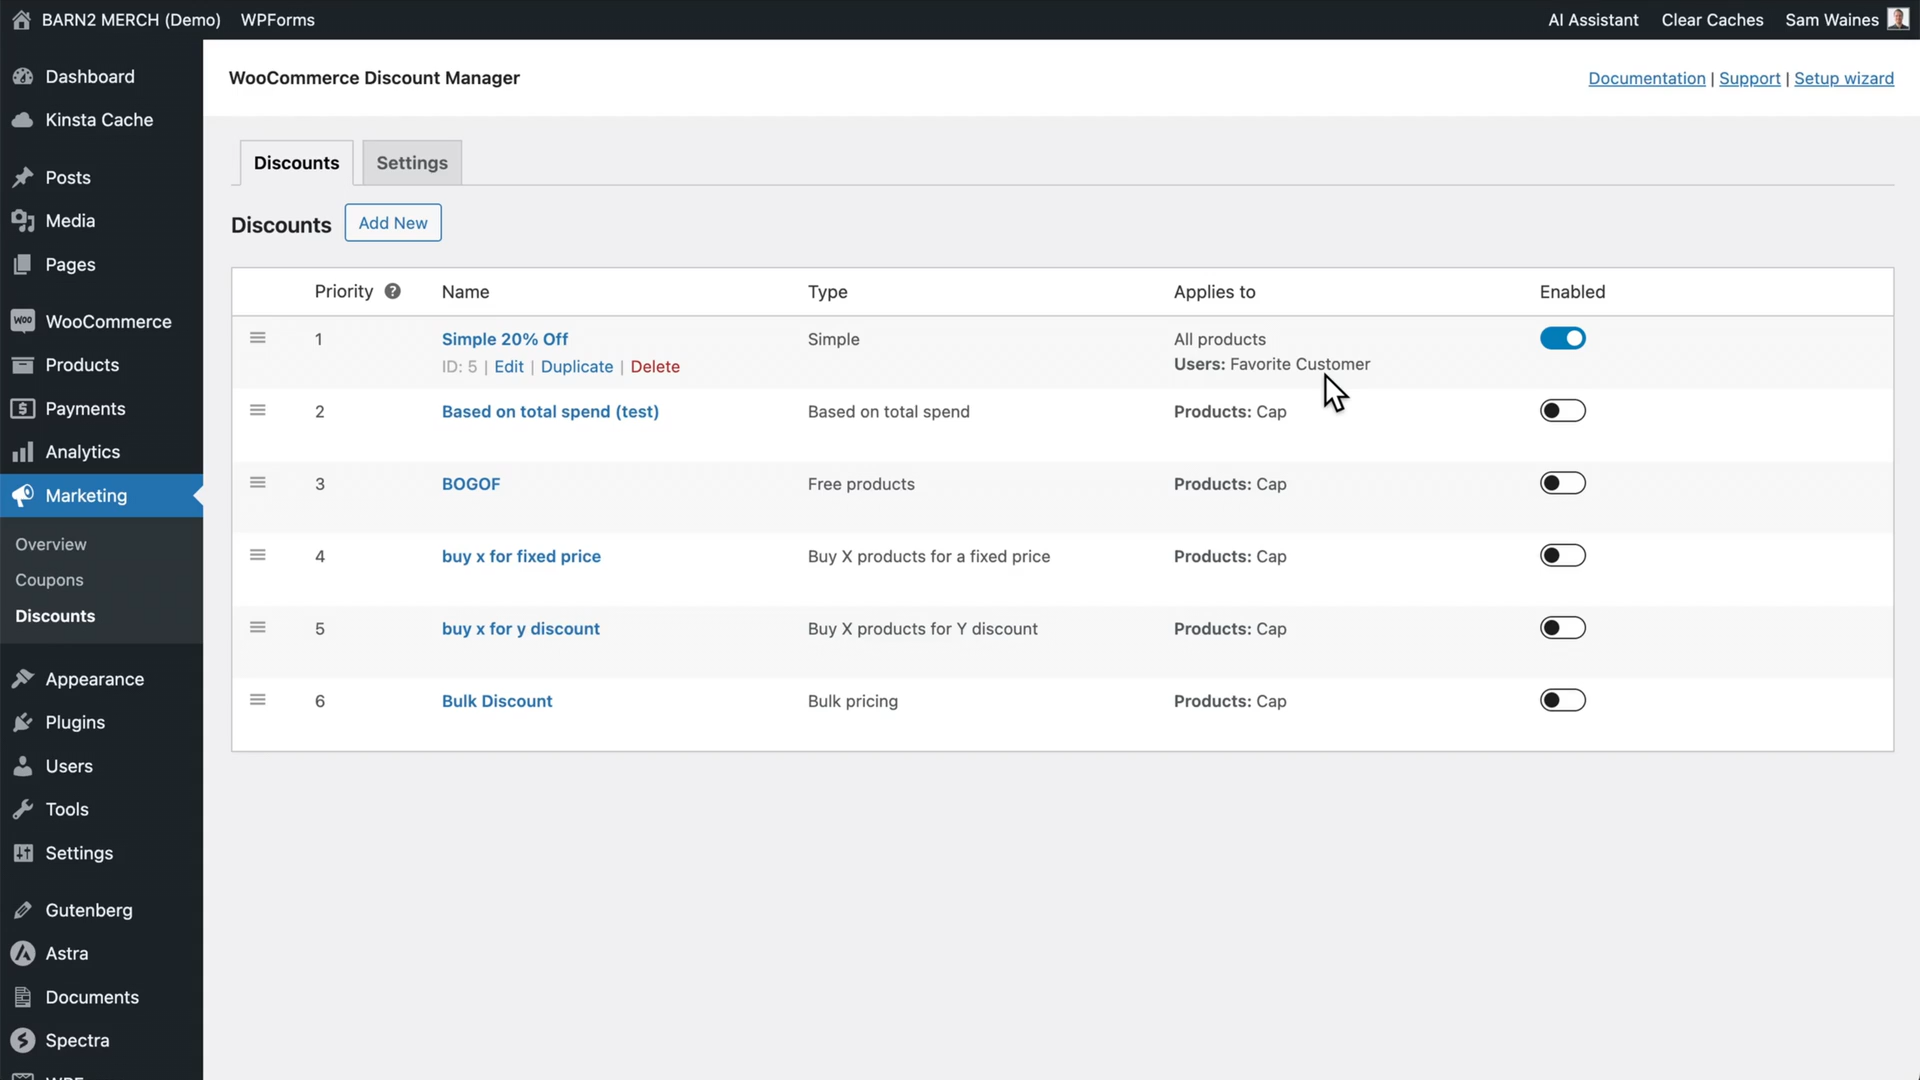 BARN2 MERCH (Demo) WPForms AI Assistant Clear Caches Sam Waines
Dashboard
Kinsta Cache
Posts
Media
Pages
WooCommerce
Products
Payments
Analytics
Marketing
Overview
Coupons
Discounts
Appearance
Plugins
Users
Tools
Settings
Gutenberg
Astra
Documents
Spectra
WooCommerce Discount Manager Documentation | Support | Setup wizard
Discounts Settings
Discounts Add New
Priority ? Name Type Applies to Enabled
1 Simple 20% Off Simple All products
ID: 5 | Edit | Duplicate | Delete Users: Favorite Customer
2 Based on total spend (test) Based on total spend Products: Cap
3 BOGOF Free products Products: Cap
4 buy x for fixed price Buy X products for a fixed price Products: Cap
5 buy x for y discount Buy X products for Y discount Products: Cap
6 Bulk Discount Bulk pricing Products: Cap